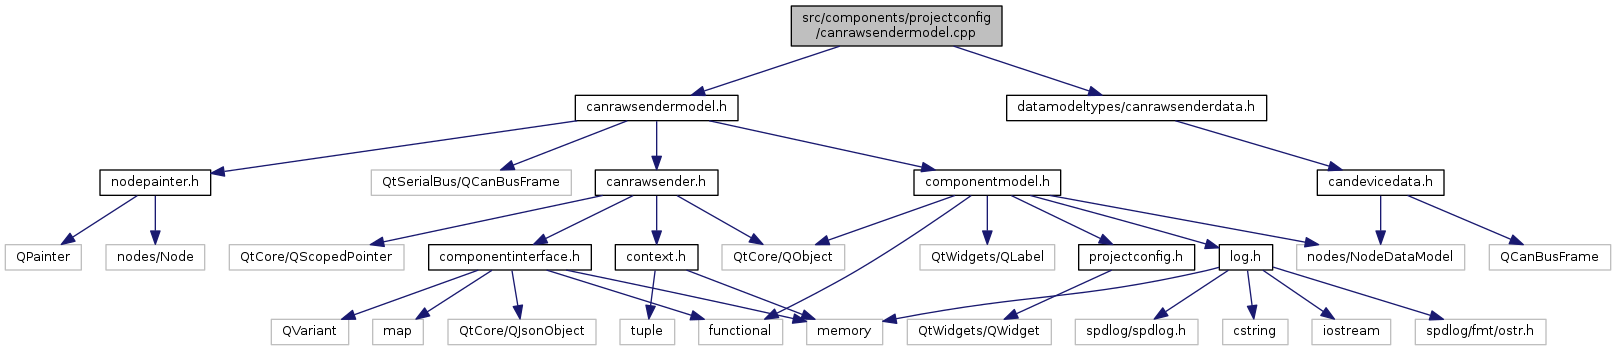 src/components/projectconfig
/canrawsendermodel.cpp
canrawsendermodel.h
datamodeltypes/canrawsenderdata.h
nodepainter.h
QtSerialBus/QCanBusFrame
canrawsender.h
componentmodel.h
candevicedata.h
QPainter
nodes/Node
QtCore/QScopedPointer
componentinterface.h
context.h
QtCore/QObject
QtWidgets/QLabel
projectconfig.h
log.h
nodes/NodeDataModel
QCanBusFrame
QVariant
map
QtCore/QJsonObject
tuple
functional
memory
QtWidgets/QWidget
spdlog/spdlog.h
cstring
iostream
spdlog/fmt/ostr.h